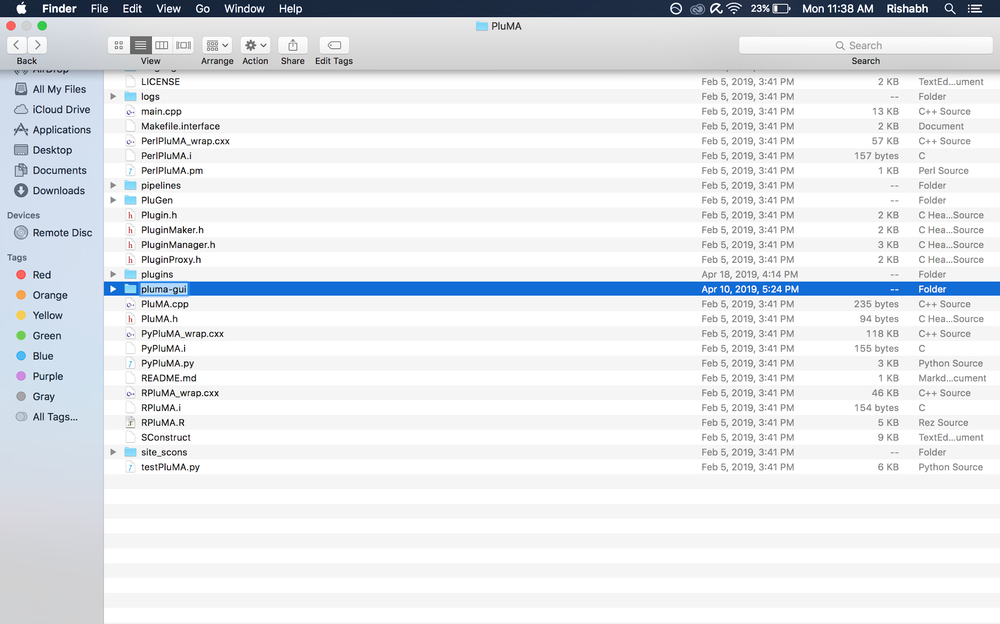 Finder File Edit View Go Window Help 23% Mon 11:38 AM Rishabh
PluMA
Search
Back View Arrange Action Share Edit Tags Search
AirDrop
All My Files
iCloud Drive
Applications
Desktop
Documents
Downloads
Devices
Remote Disc
Tags
Red
Orange
Yellow
Green
Blue
Purple
Gray
All Tags...
LICENSE Feb 5, 2019, 3:41 PM 2 KB TextEd...ument
logs Feb 5, 2019, 3:41 PM -- Folder
main.cpp Feb 5, 2019, 3:41 PM 13 KB C++ Source
Makefile.interface Feb 5, 2019, 3:41 PM 2 KB Document
PerlPluMA_wrap.cxx Feb 5, 2019, 3:41 PM 57 KB C++ Source
PerlPluMA.i Feb 5, 2019, 3:41 PM 157 bytes C
PerlPluMA.pm Feb 5, 2019, 3:41 PM 1 KB Perl Source
pipelines Feb 5, 2019, 3:41 PM -- Folder
PluGen Feb 5, 2019, 3:41 PM -- Folder
Plugin.h Feb 5, 2019, 3:41 PM 2 KB C Hea...Source
PluginMaker.h Feb 5, 2019, 3:41 PM 2 KB C Hea...Source
PluginManager.h Feb 5, 2019, 3:41 PM 3 KB C Hea...Source
PluginProxy.h Feb 5, 2019, 3:41 PM 2 KB C Hea...Source
plugins Apr 18, 2019, 4:14 PM -- Folder
pluma-gui Apr 10, 2019, 5:24 PM -- Folder
PluMA.cpp Feb 5, 2019, 3:41 PM 235 bytes C++ Source
PluMA.h Feb 5, 2019, 3:41 PM 94 bytes C Hea...Source
PyPluMA_wrap.cxx Feb 5, 2019, 3:41 PM 118 KB C++ Source
PyPluMA.i Feb 5, 2019, 3:41 PM 155 bytes C
PyPluMA.py Feb 5, 2019, 3:41 PM 3 KB Python Source
README.md Feb 5, 2019, 3:41 PM 1 KB Markd...cument
RPluMA_wrap.cxx Feb 5, 2019, 3:41 PM 46 KB C++ Source
RPluMA.i Feb 5, 2019, 3:41 PM 154 bytes C
RPluMA.R Feb 5, 2019, 3:41 PM 5 KB Rez Source
SConstruct Feb 5, 2019, 3:41 PM 9 KB TextEd...ument
site_scons Feb 5, 2019, 3:41 PM -- Folder
testPluMA.py Feb 5, 2019, 3:41 PM 6 KB Python Source